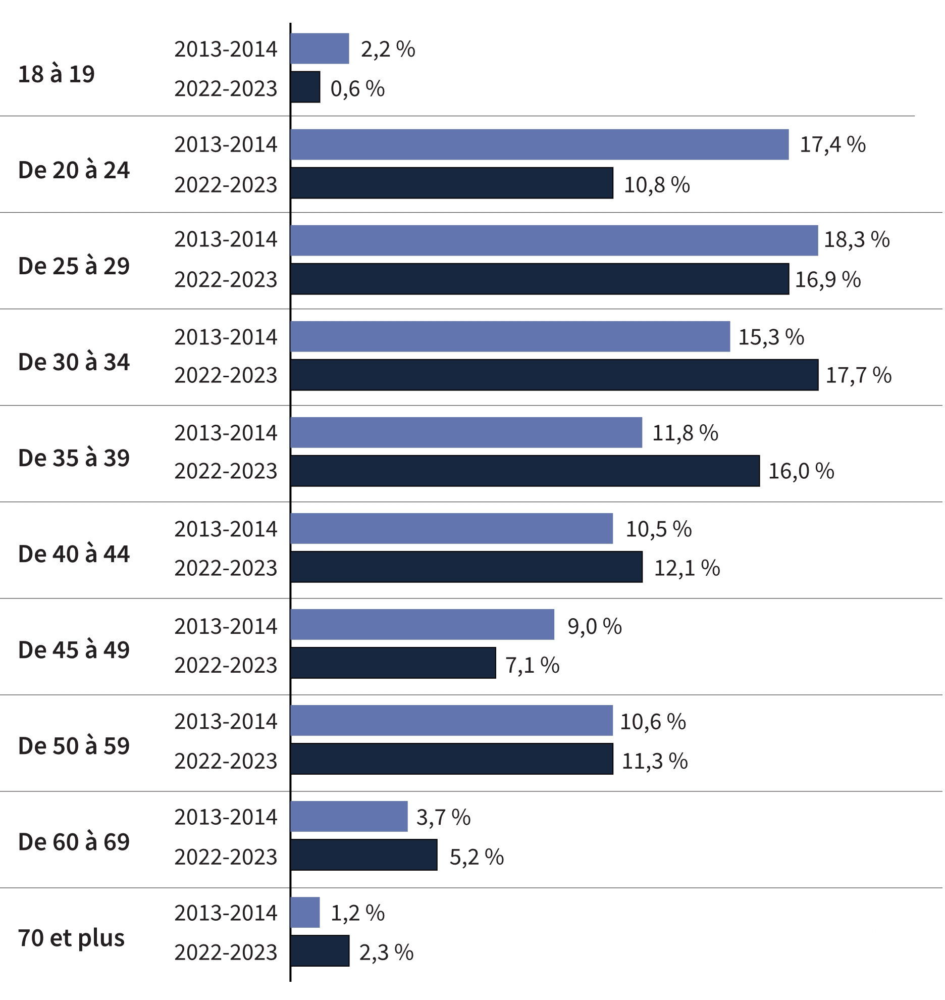 2013-2014 2,2 %
18 à 19
2022-2023 0,6 %
2013-2014 17,4 %
De 20 à 24
2022-2023 10,8 %
2013-2014 18,3 %
De 25 à 29
2022-2023 16,9 %
2013-2014 15,3 %
De 30 à 34
2022-2023 17,7 %
2013-2014 11,8 %
De 35 à 39
2022-2023 16,0 %
2013-2014 10,5 %
De 40 à 44
2022-2023 12,1 %
2013-2014 9,0 %
De 45 à 49
2022-2023 7,1 %
2013-2014 10,6 %
De 50 à 59
2022-2023 11,3 %
2013-2014 3,7 %
De 60 à 69
2022-2023 5,2 %
2013-2014 1,2 %
70 et plus
2022-2023 2,3 %